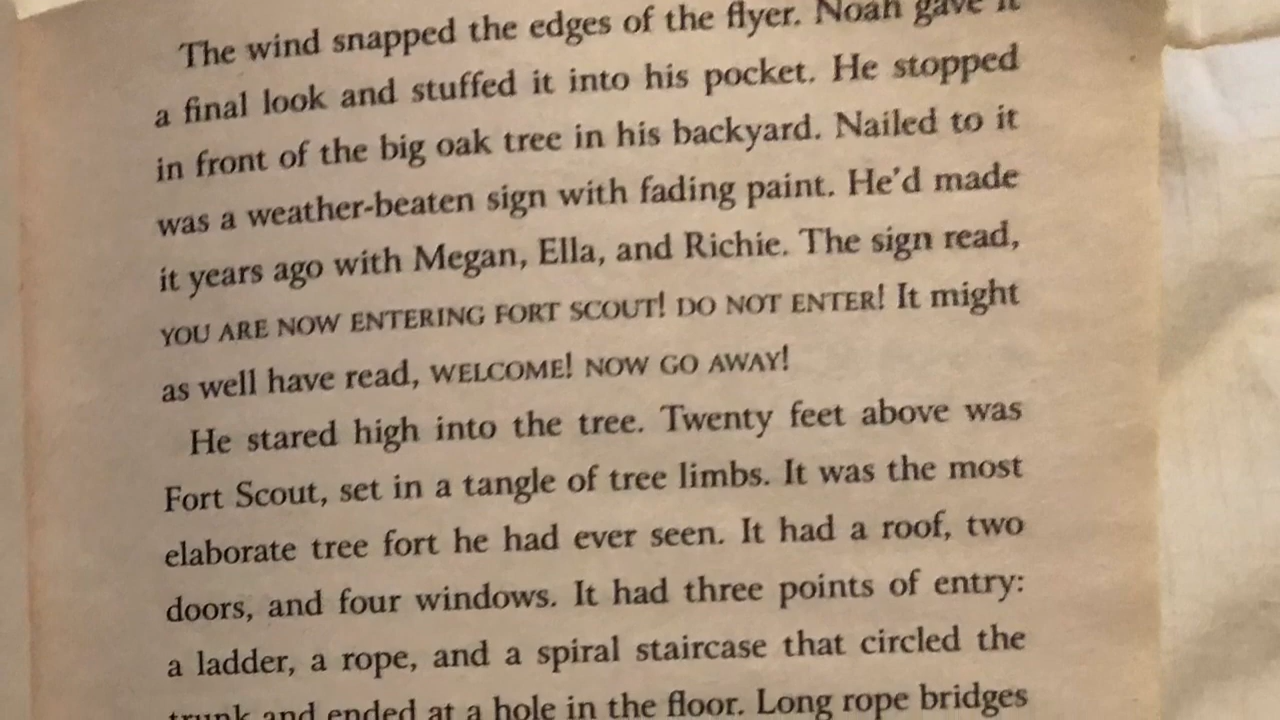 The wind snapped the edges of the flyer. Noah gave it
a final look and stuffed it into his pocket. He stopped
in front of the big oak tree in his backyard. Nailed to it
was a weather-beaten sign with fading paint. He’d made
it years ago with Megan, Ella, and Richie. The sign read,
YOU ARE NOW ENTERING FORT SCOUT! DO NOT ENTER! It might
as well have read, WELCOME! NOW GO AWAY!
He stared high into the tree. Twenty feet above was
Fort Scout, set in a tangle of tree limbs. It was the most
elaborate tree fort he had ever seen. It had a roof, two
doors, and four windows. It had three points of entry:
a ladder, a rope, and a spiral staircase that circled the
trunk and ended at a hole in the floor. Long rope bridges